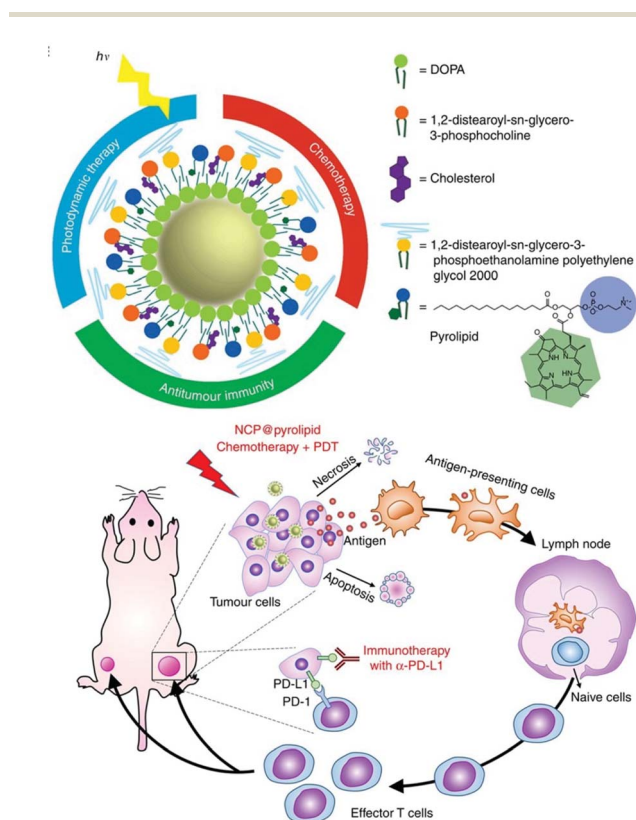 hν
Photodynamic therapy
Chemotherapy
Antitumour immunity
= DOPA
= 1,2-distearoyl-sn-glycero-
3-phosphocholine
= Cholesterol
= 1,2-distearoyl-sn-glycero-3-
phosphoethanolamine polyethylene
glycol 2000
=
Pyrolipid
O
O
O
O
P
O
O
N
O
O
O
NH
N
N
HN
NCP@pyrolipid
Chemotherapy + PDT
Necrosis
Antigen-presenting cells
Antigen
Lymph node
Tumour cells
Apoptosis
Immunotherapy
with α-PD-L1
PD-L1
PD-1
Naive cells
Effector T cells